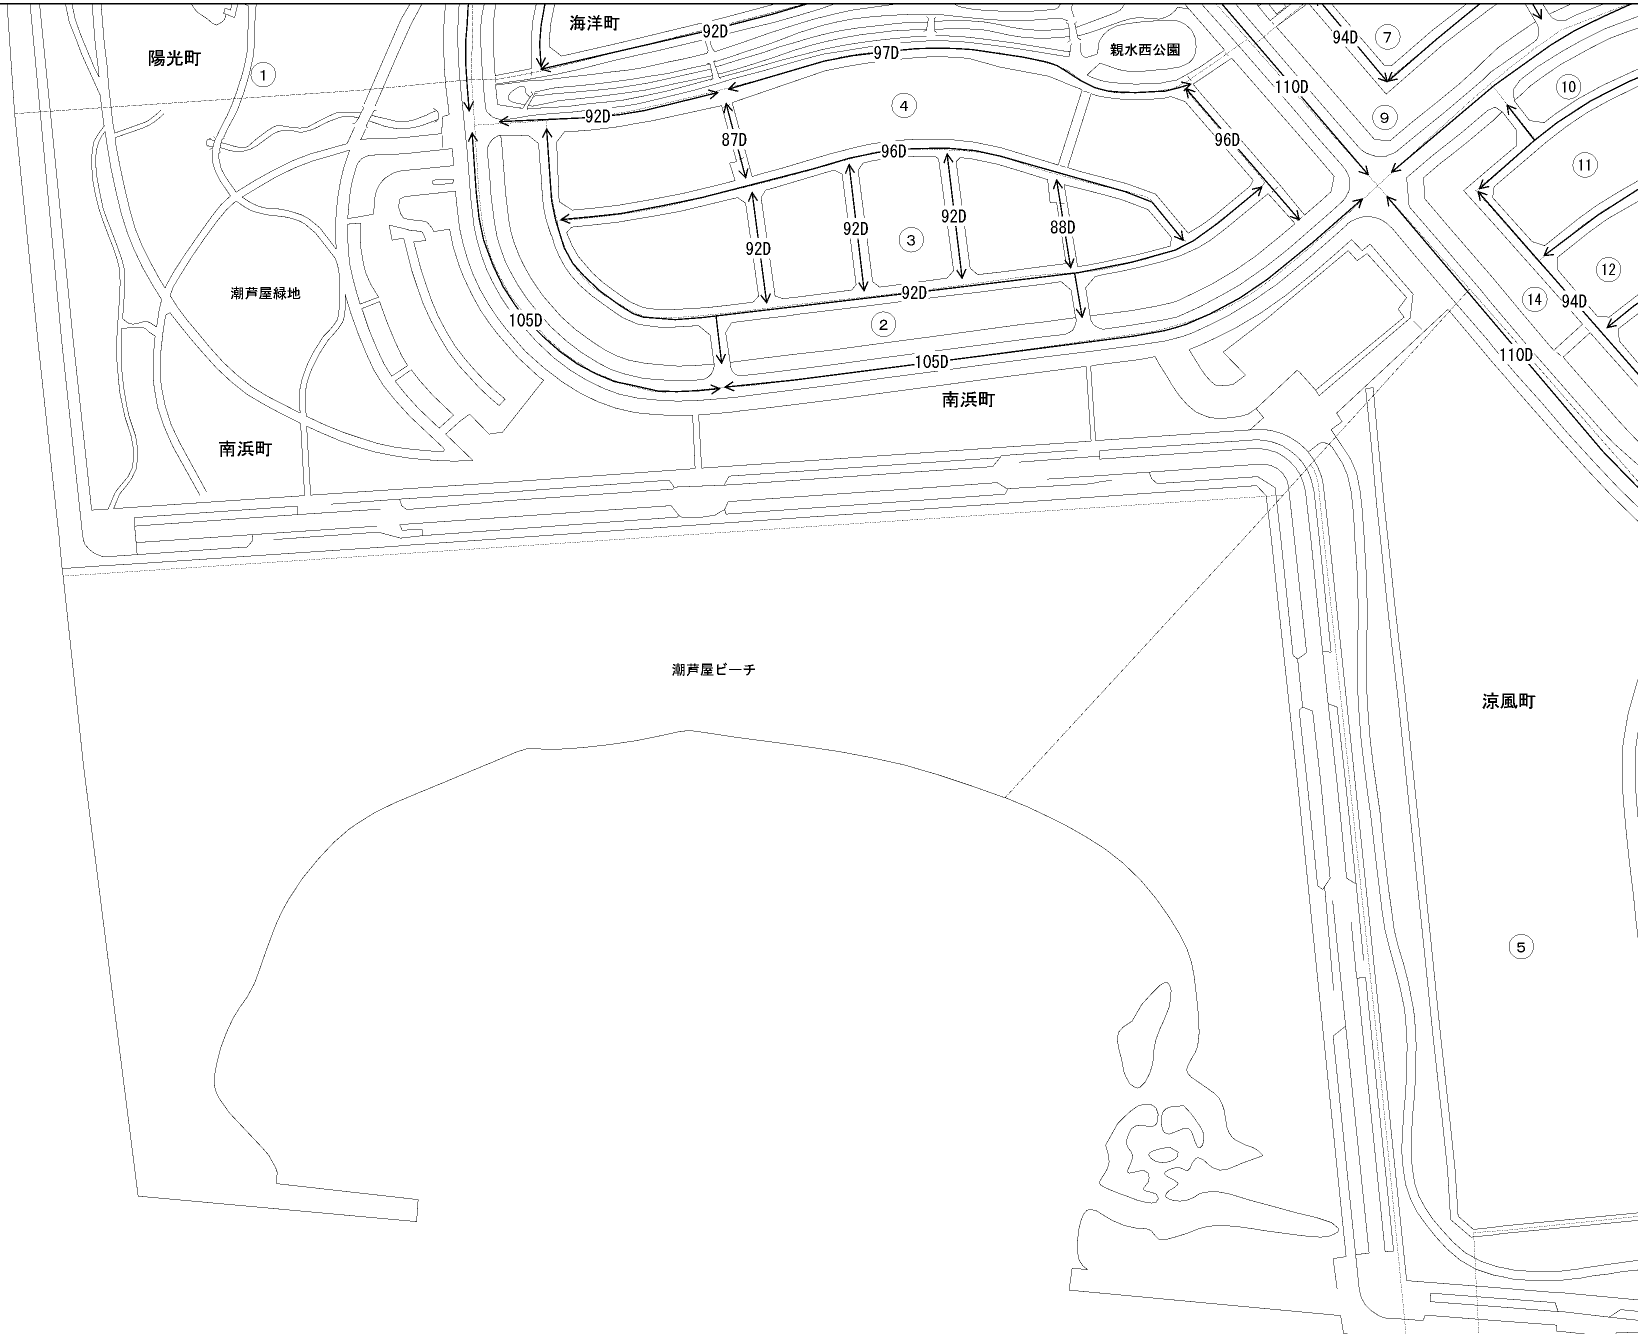 海洋町
92D
94D
⑦
陽光町
①
97D
親水西公園
110D
⑩
92D
④
⑨
87D
96D
96D
⑪
92D
92D
92D
88D
③
⑫
潮芦屋緑地
92D
⑭
94D
105D
②
105D
110D
南浜町
南浜町
潮芦屋ビーチ
涼風町
⑤